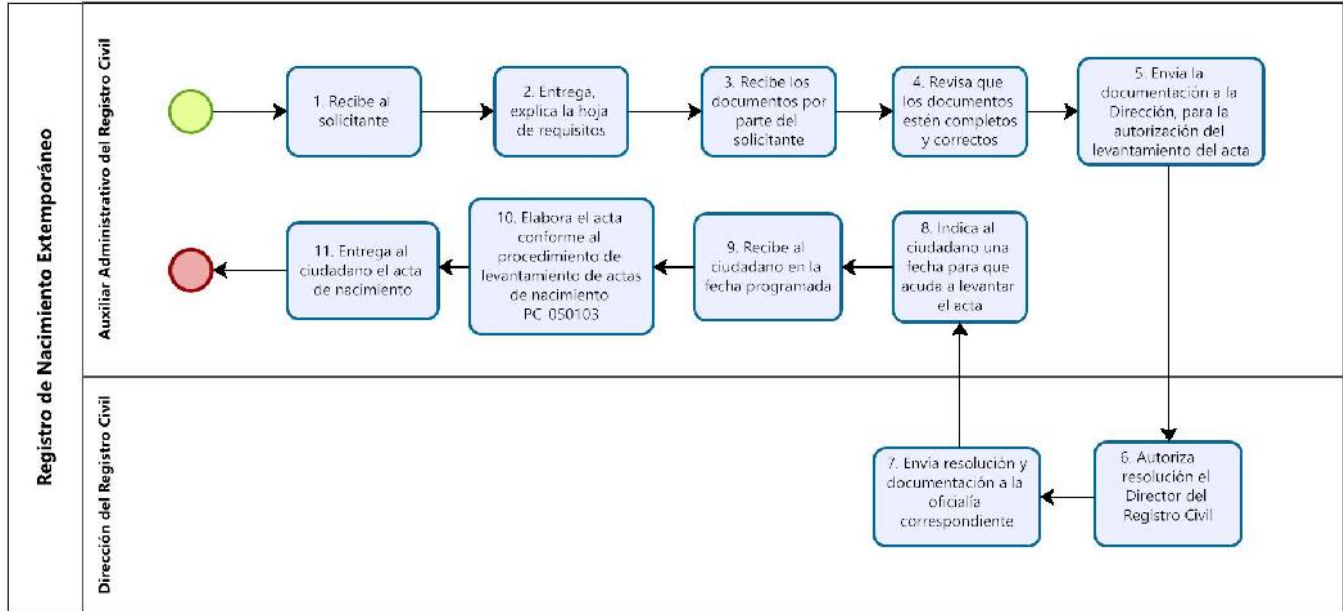 Registro de Nacimiento Extemporáneo
Auxiliar Administrativo del Registro Civil
1. Recibe al
solicitante
2. Entrega,
explica la hoja
de requisitos
3. Recibe los
documentos por
parte del
solicitante
4. Revisa que
los documentos
estén completos
y correctos
5. Envía la
documentación a la
Dirección, para la
autorización del
levantamiento del acta
11. Entrega al
ciudadano el acta
de nacimiento
10. Elabora el acta
conforme al
procedimiento de
levantamiento de actas
de nacimiento
PC 050103
9. Recibe al
ciudadano en la
fecha programada
8. Indica al
ciudadano una
fecha para que
acuda a levantar
el acta
Dirección del Registro Civil
7. Envía resolución y
documentación a la
oficialía
correspondiente
6. Autoriza
resolución el
Director del
Registro Civil